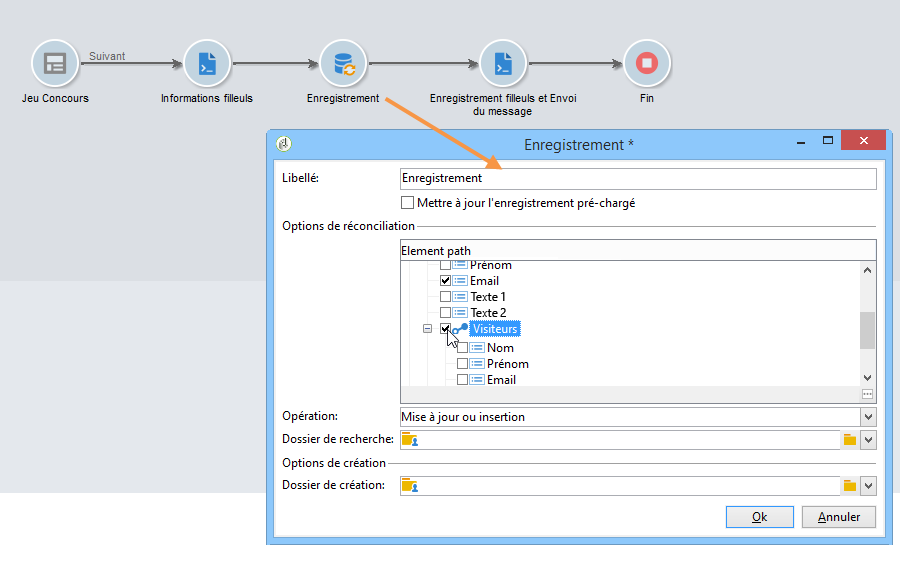 Suivant
Jeu Concours
Informations filleuls
Enregistrement
Enregistrement filleuls et Envoi
du message
Fin
Enregistrement *
Libellé:
Enregistrement
Mettre à jour l'enregistrement pré-chargé
Options de réconciliation
Element path
Prénom
Email
Texte 1
Texte 2
Visiteurs
Nom
Prénom
Email
Opération:
Mise à jour ou insertion
Dossier de recherche:
Options de création
Dossier de création:
Ok
Annuler